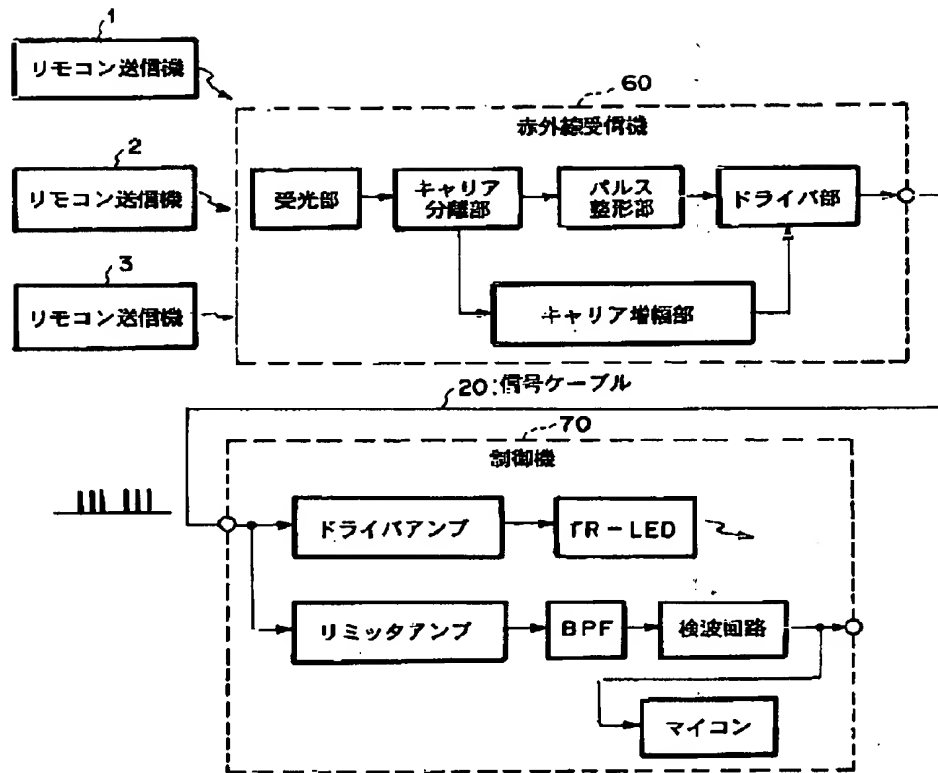 1
リモコン送信機
2
リモコン送信機
3
リモコン送信機
60
赤外線受信機
受光部
キャリア
分離部
パルス
整形部
ドライバ部
キャリア増幅部
20:信号ケーブル
70
制御機
ドライバアンプ
IR-LED
リミッタアンプ
BPF
検波回路
マイコン